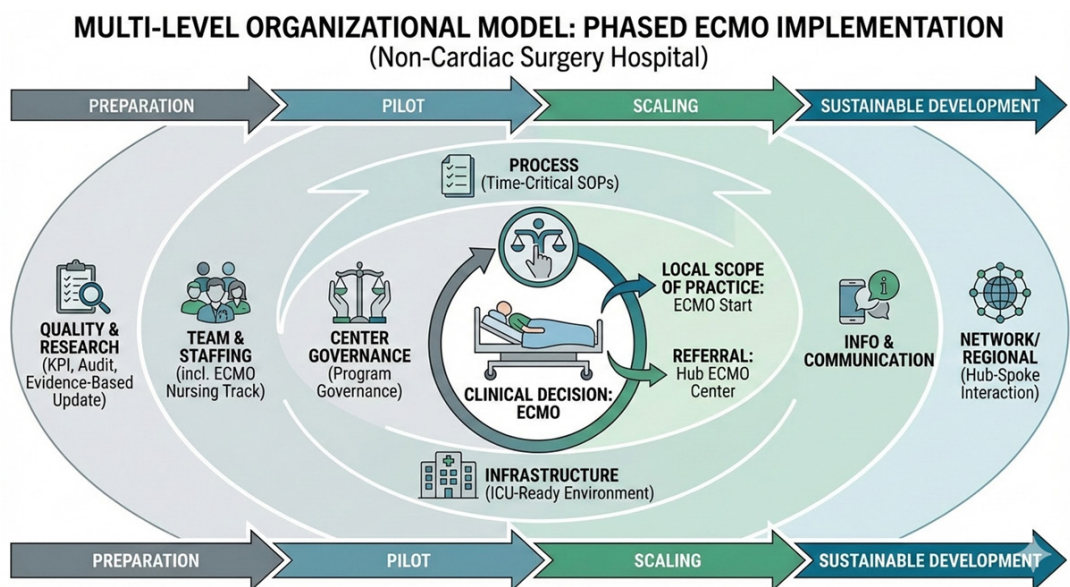 MULTI-LEVEL ORGANIZATIONAL MODEL: PHASED ECMO IMPLEMENTATION
(Non-Cardiac Surgery Hospital)
PREPARATION
PILOT
SCALING
SUSTAINABLE DEVELOPMENT
PROCESS
(Time-Critical SOPs)
QUALITY &
RESEARCH
(KPI, Audit,
Evidence-Based
Update)
TEAM &
STAFFING
(incl. ECMO
Nursing Track)
CENTER
GOVERNANCE
(Program
Governance)
CLINICAL DECISION:
ECMO
LOCAL SCOPE
OF PRACTICE:
ECMO Start
REFERRAL:
Hub ECMO
Center
i
INFO &
COMMUNICATION
NETWORK/
REGIONAL
(Hub-Spoke
Interaction)
INFRASTRUCTURE
(ICU-Ready Environment)
PREPARATION
PILOT
SCALING
SUSTAINABLE DEVELOPMENT